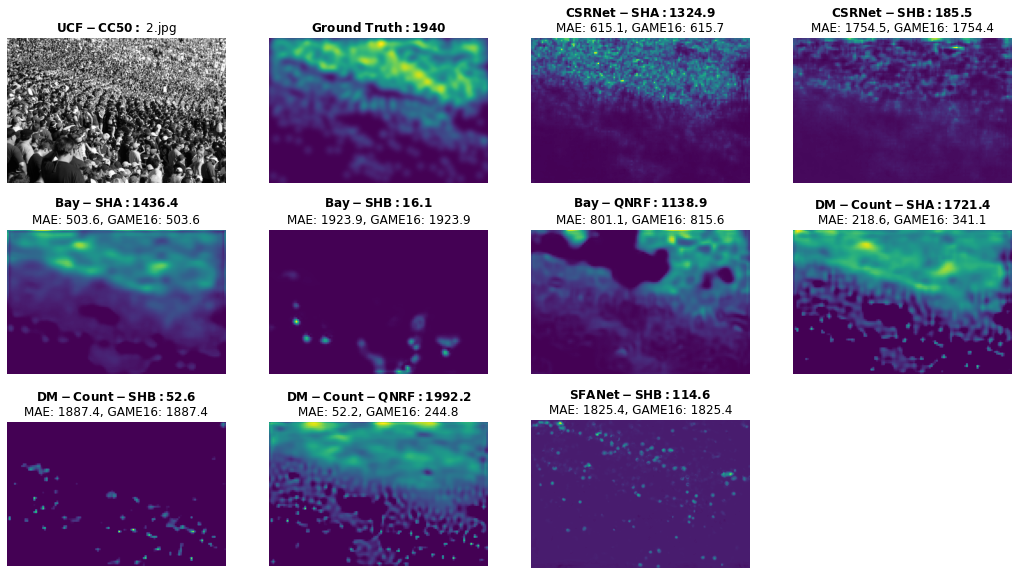 UCF − CC50 : 2.jpg
Ground Truth : 1940
CSRNet − SHA : 1324.9
MAE: 615.1, GAME16: 615.7
CSRNet − SHB : 185.5
MAE: 1754.5, GAME16: 1754.4
Bay − SHA : 1436.4
MAE: 503.6, GAME16: 503.6
Bay − SHB : 16.1
MAE: 1923.9, GAME16: 1923.9
Bay − QNRF : 1138.9
MAE: 801.1, GAME16: 815.6
DM − Count − SHA : 1721.4
MAE: 218.6, GAME16: 341.1
DM − Count − SHB : 52.6
MAE: 1887.4, GAME16: 1887.4
DM − Count − QNRF : 1992.2
MAE: 52.2, GAME16: 244.8
SFANet − SHB : 114.6
MAE: 1825.4, GAME16: 1825.4